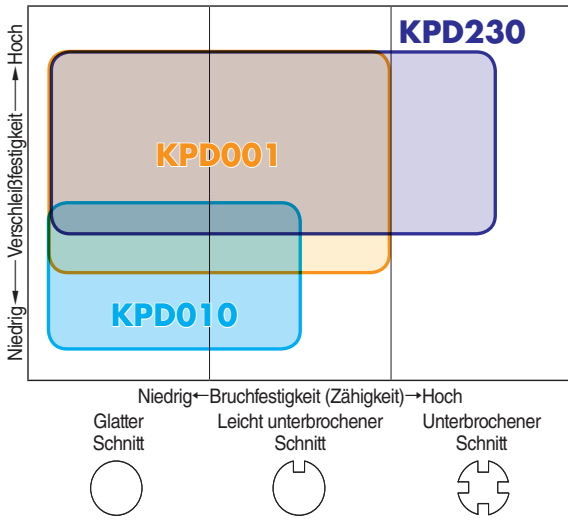 KPD230
KPD001
KPD010
Niedrig ← Verschleißfestigkeit → Hoch
Niedrig←Bruchfestigkeit (Zähigkeit)→Hoch
Glatter
Schnitt
Leicht unterbrochener
Schnitt
Unterbrochener
Schnitt